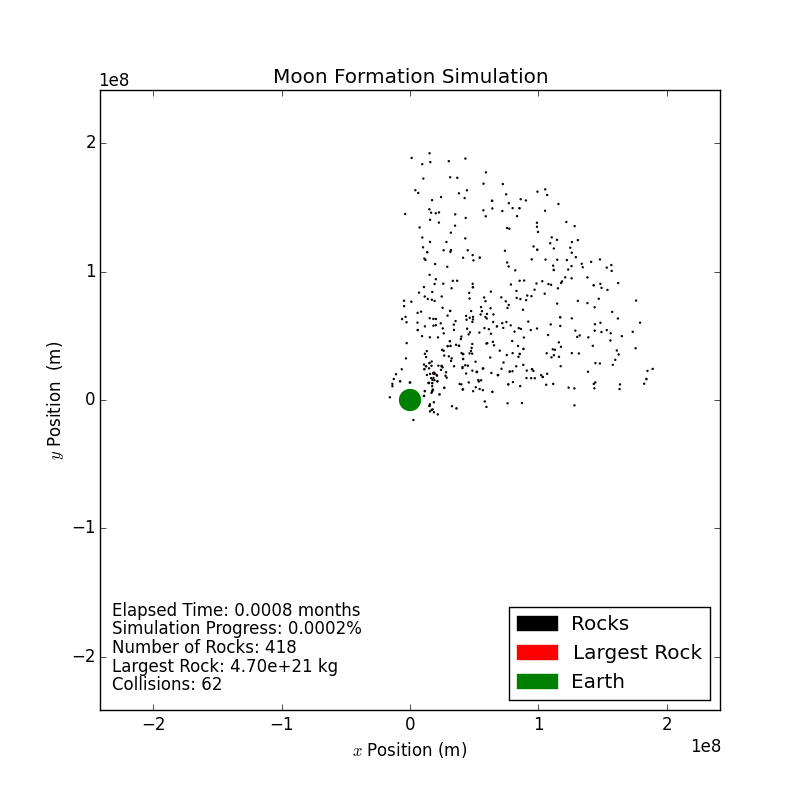 Moon Formation Simulation
1e8
2
1
0
−1
−2
y Position (m)
Elapsed Time: 0.0008 months
Simulation Progress: 0.0002%
Number of Rocks: 418
Largest Rock: 4.70e+21 kg
Collisions: 62
Rocks
Largest Rock
Earth
−2 −1 0 1 2
1e8
x Position (m)